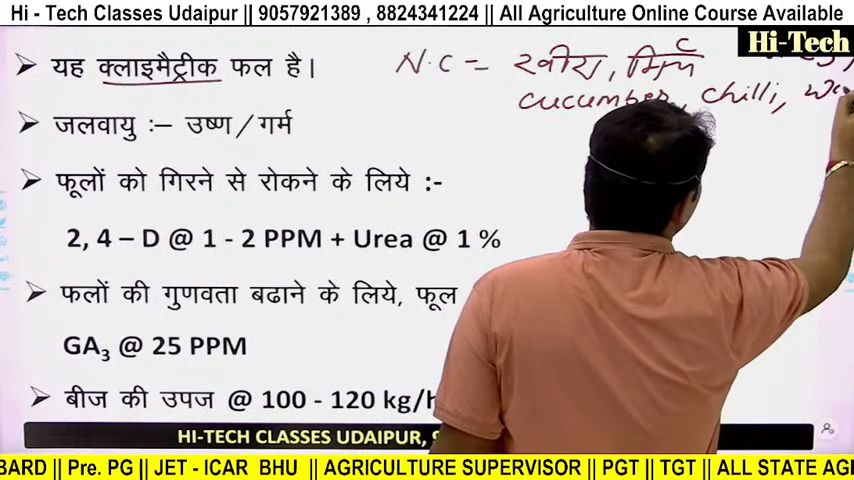 Hi - Tech Classes Udaipur || 9057921389 , 8824341224 || All Agriculture Online Course Available
Hi-Tech
➤ यह क्लाइमैट्रीक फल है।
N.C = खीरा, मिर्च
cucumber, chilli,
➤ जलवायु :– उष्ण/गर्म
➤ फूलों को गिरने से रोकने के लिये :-
2, 4 – D @ 1 - 2 PPM + Urea @ 1 %
➤ फलों की गुणवता बढाने के लिये, फूल
GA₃ @ 25 PPM
➤ बीज की उपज @ 100 - 120 kg/h
HI-TECH CLASSES UDAIPUR,
BARD || Pre. PG || JET - ICAR BHU || AGRICULTURE SUPERVISOR || PGT || TGT || ALL STATE AGI